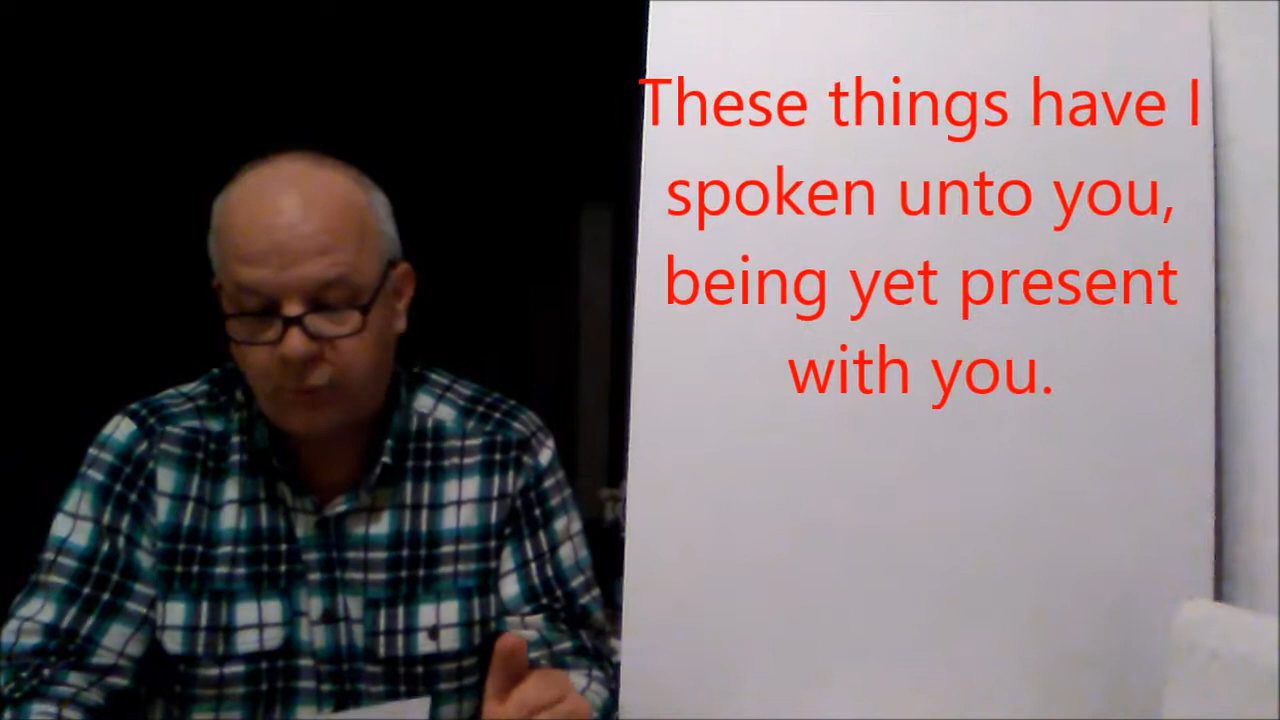 These things have I
spoken unto you,
being yet present
with you.